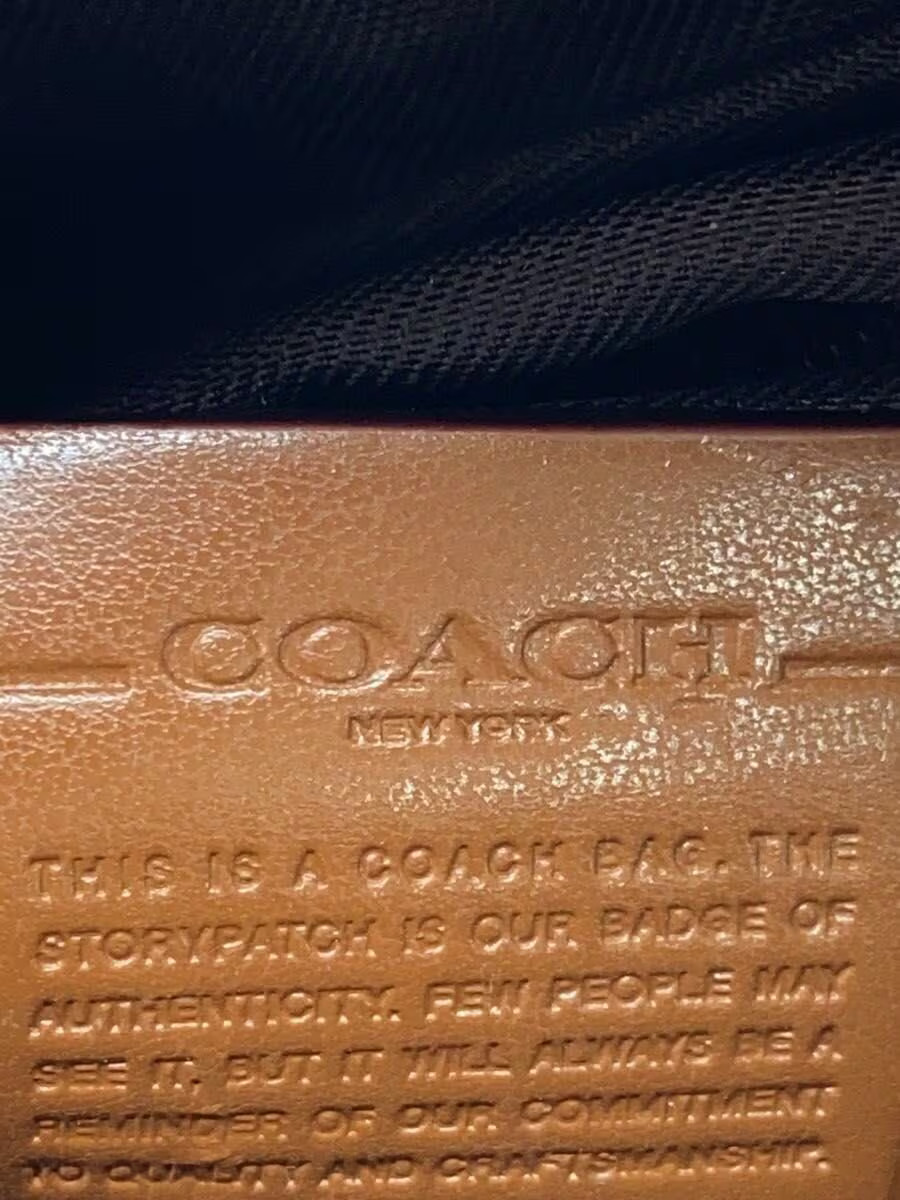 COACH
NEW YORK
THIS IS A COACH BAG. THE
STORYPATCH IS OUR BADGE OF
AUTHENTICITY. FEW PEOPLE MAY
SEE IT, BUT IT WILL ALWAYS BE A
REMINDER OF OUR COMMITMENT
TO QUALITY AND CRAFTSMANSHIP.